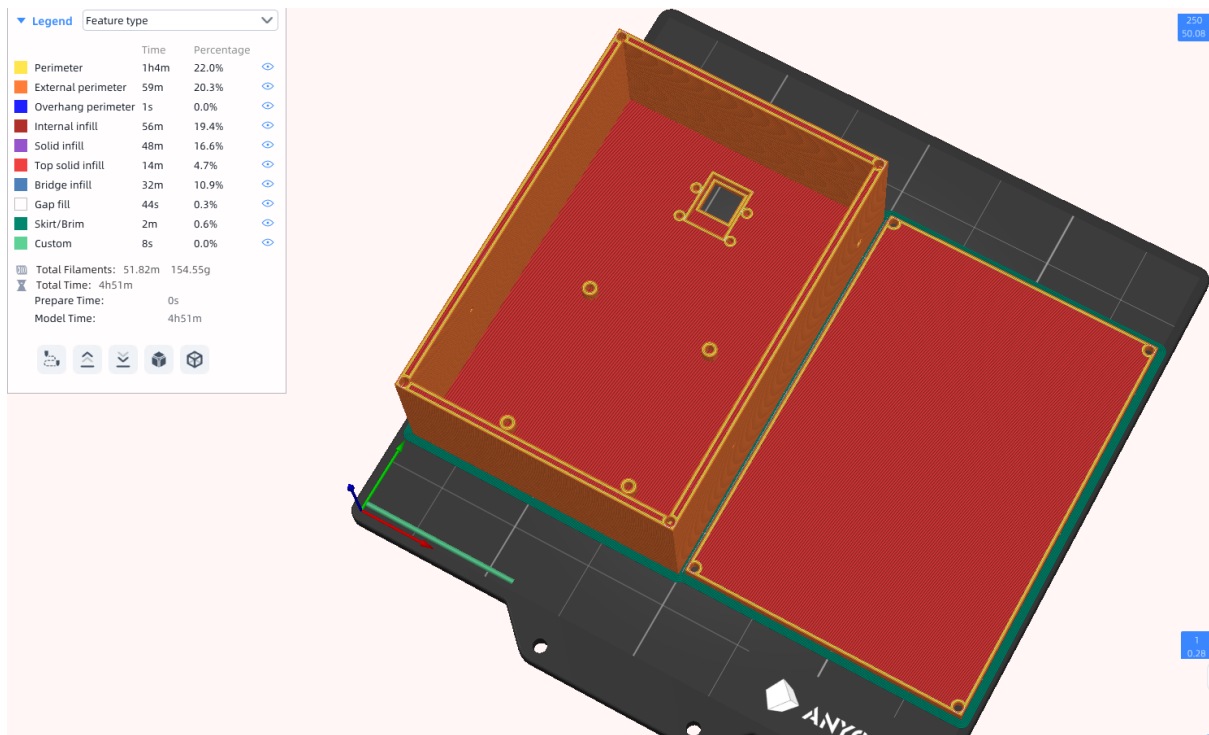 Legend Feature type
Time Percentage
Perimeter 1h4m 22.0%
External perimeter 59m 20.3%
Overhang perimeter 1s 0.0%
Internal infill 56m 19.4%
Solid infill 48m 16.6%
Top solid infill 14m 4.7%
Bridge infill 32m 10.9%
Gap fill 44s 0.3%
Skirt/Brim 2m 0.6%
Custom 8s 0.0%
Total Filaments: 51.82m 154.55g
Total Time: 4h51m
Prepare Time: 0s
Model Time: 4h51m
250
50.08
1
0.28